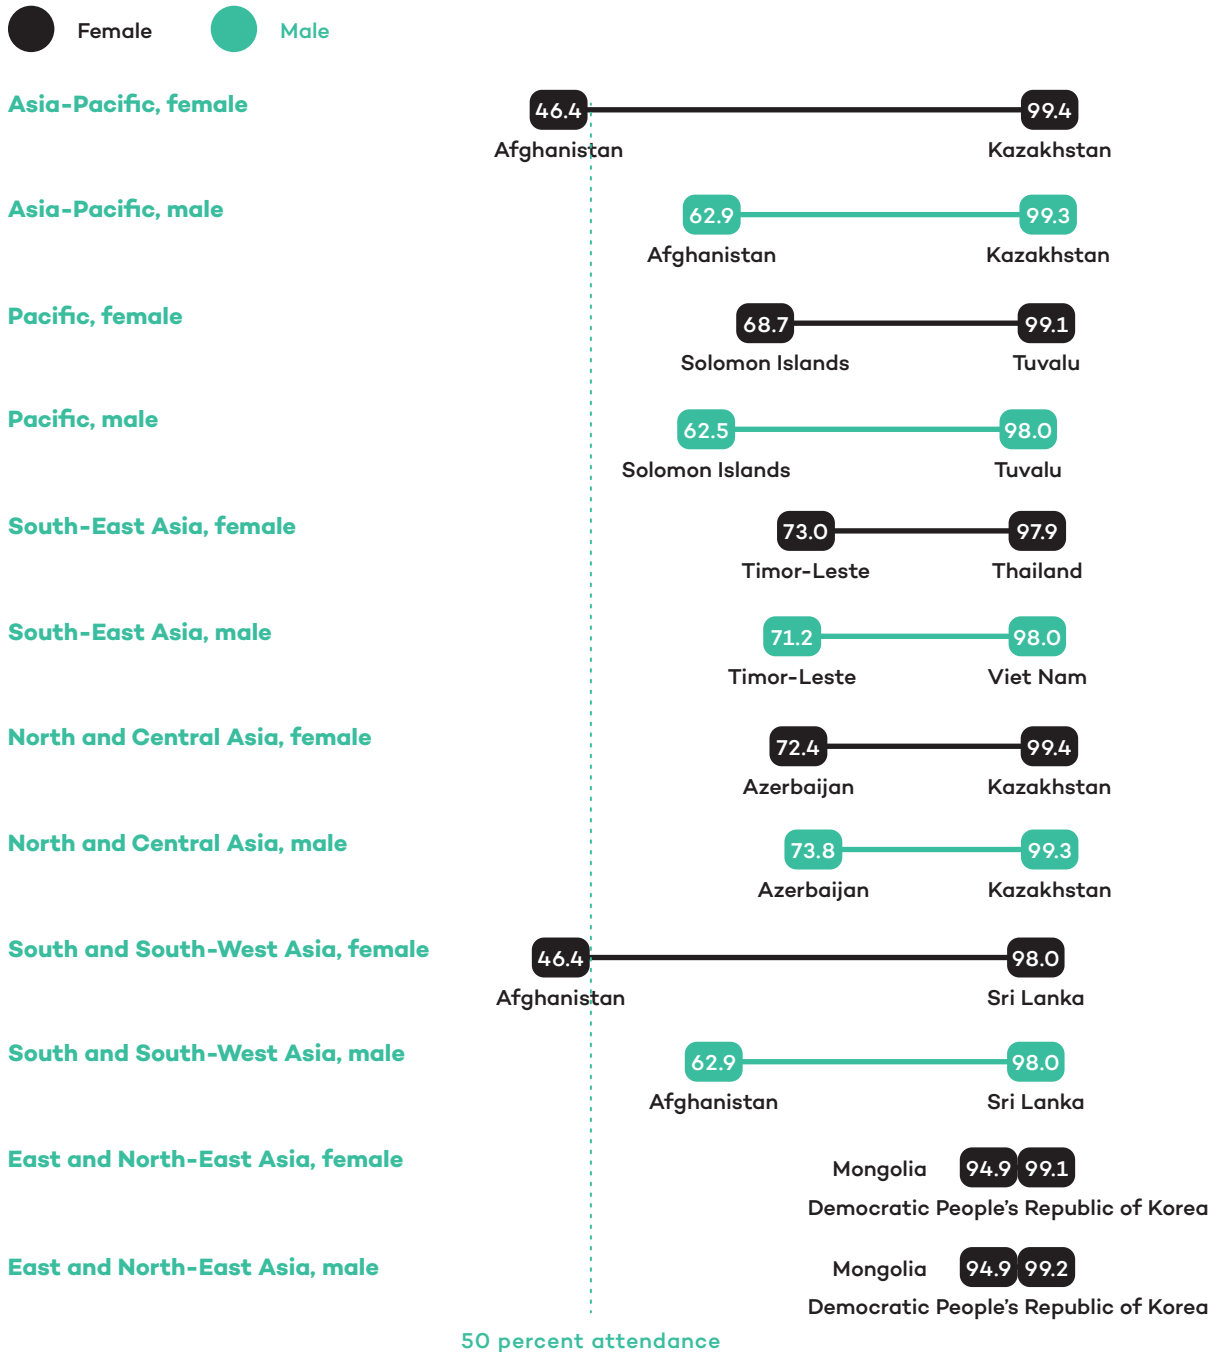 Female Male
Asia-Pacific, female
46.4 99.4
Afghanistan Kazakhstan
Asia-Pacific, male
62.9 99.3
Afghanistan Kazakhstan
Pacific, female
68.7 99.1
Solomon Islands Tuvalu
Pacific, male
62.5 98.0
Solomon Islands Tuvalu
South-East Asia, female
73.0 97.9
Timor-Leste Thailand
South-East Asia, male
71.2 98.0
Timor-Leste Viet Nam
North and Central Asia, female
72.4 99.4
Azerbaijan Kazakhstan
North and Central Asia, male
73.8 99.3
Azerbaijan Kazakhstan
South and South-West Asia, female
46.4 98.0
Afghanistan Sri Lanka
South and South-West Asia, male
62.9 98.0
Afghanistan Sri Lanka
East and North-East Asia, female
Mongolia 94.9 99.1
Democratic People’s Republic of Korea
East and North-East Asia, male
Mongolia 94.9 99.2
Democratic People’s Republic of Korea
50 percent attendance